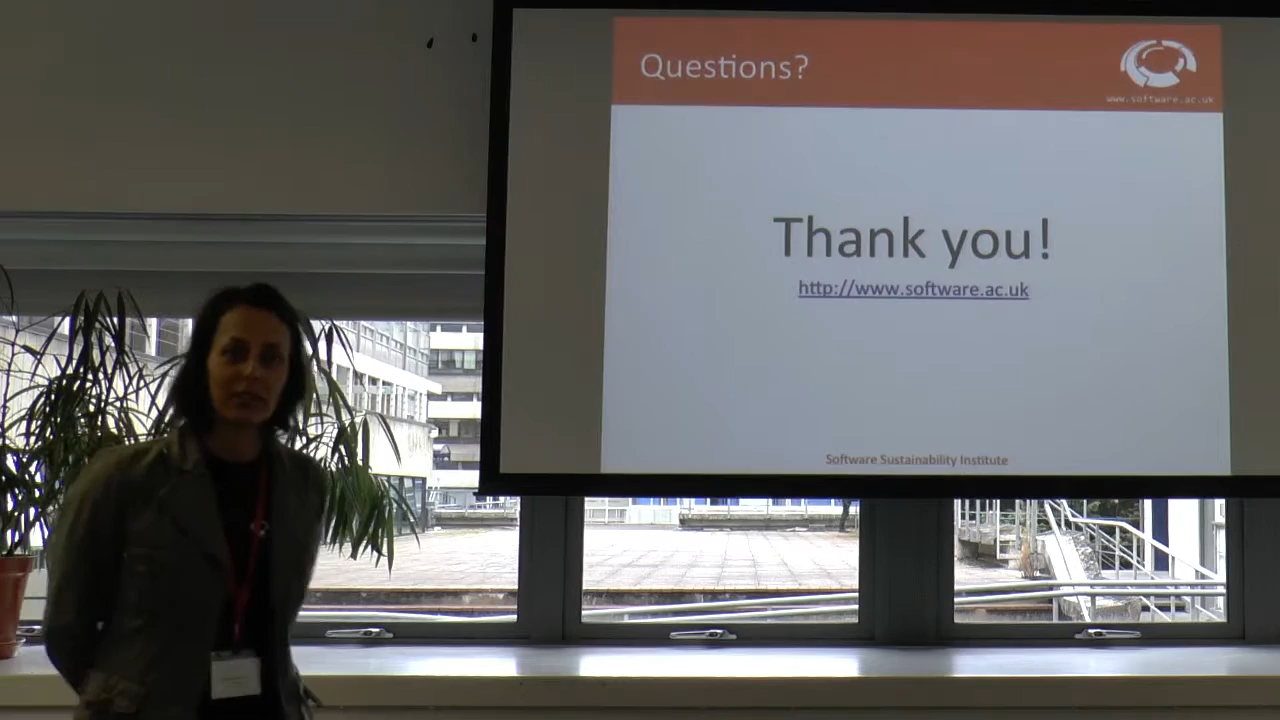 Questions?
www.software.ac.uk
Thank you!
http://www.software.ac.uk
Software Sustainability Institute